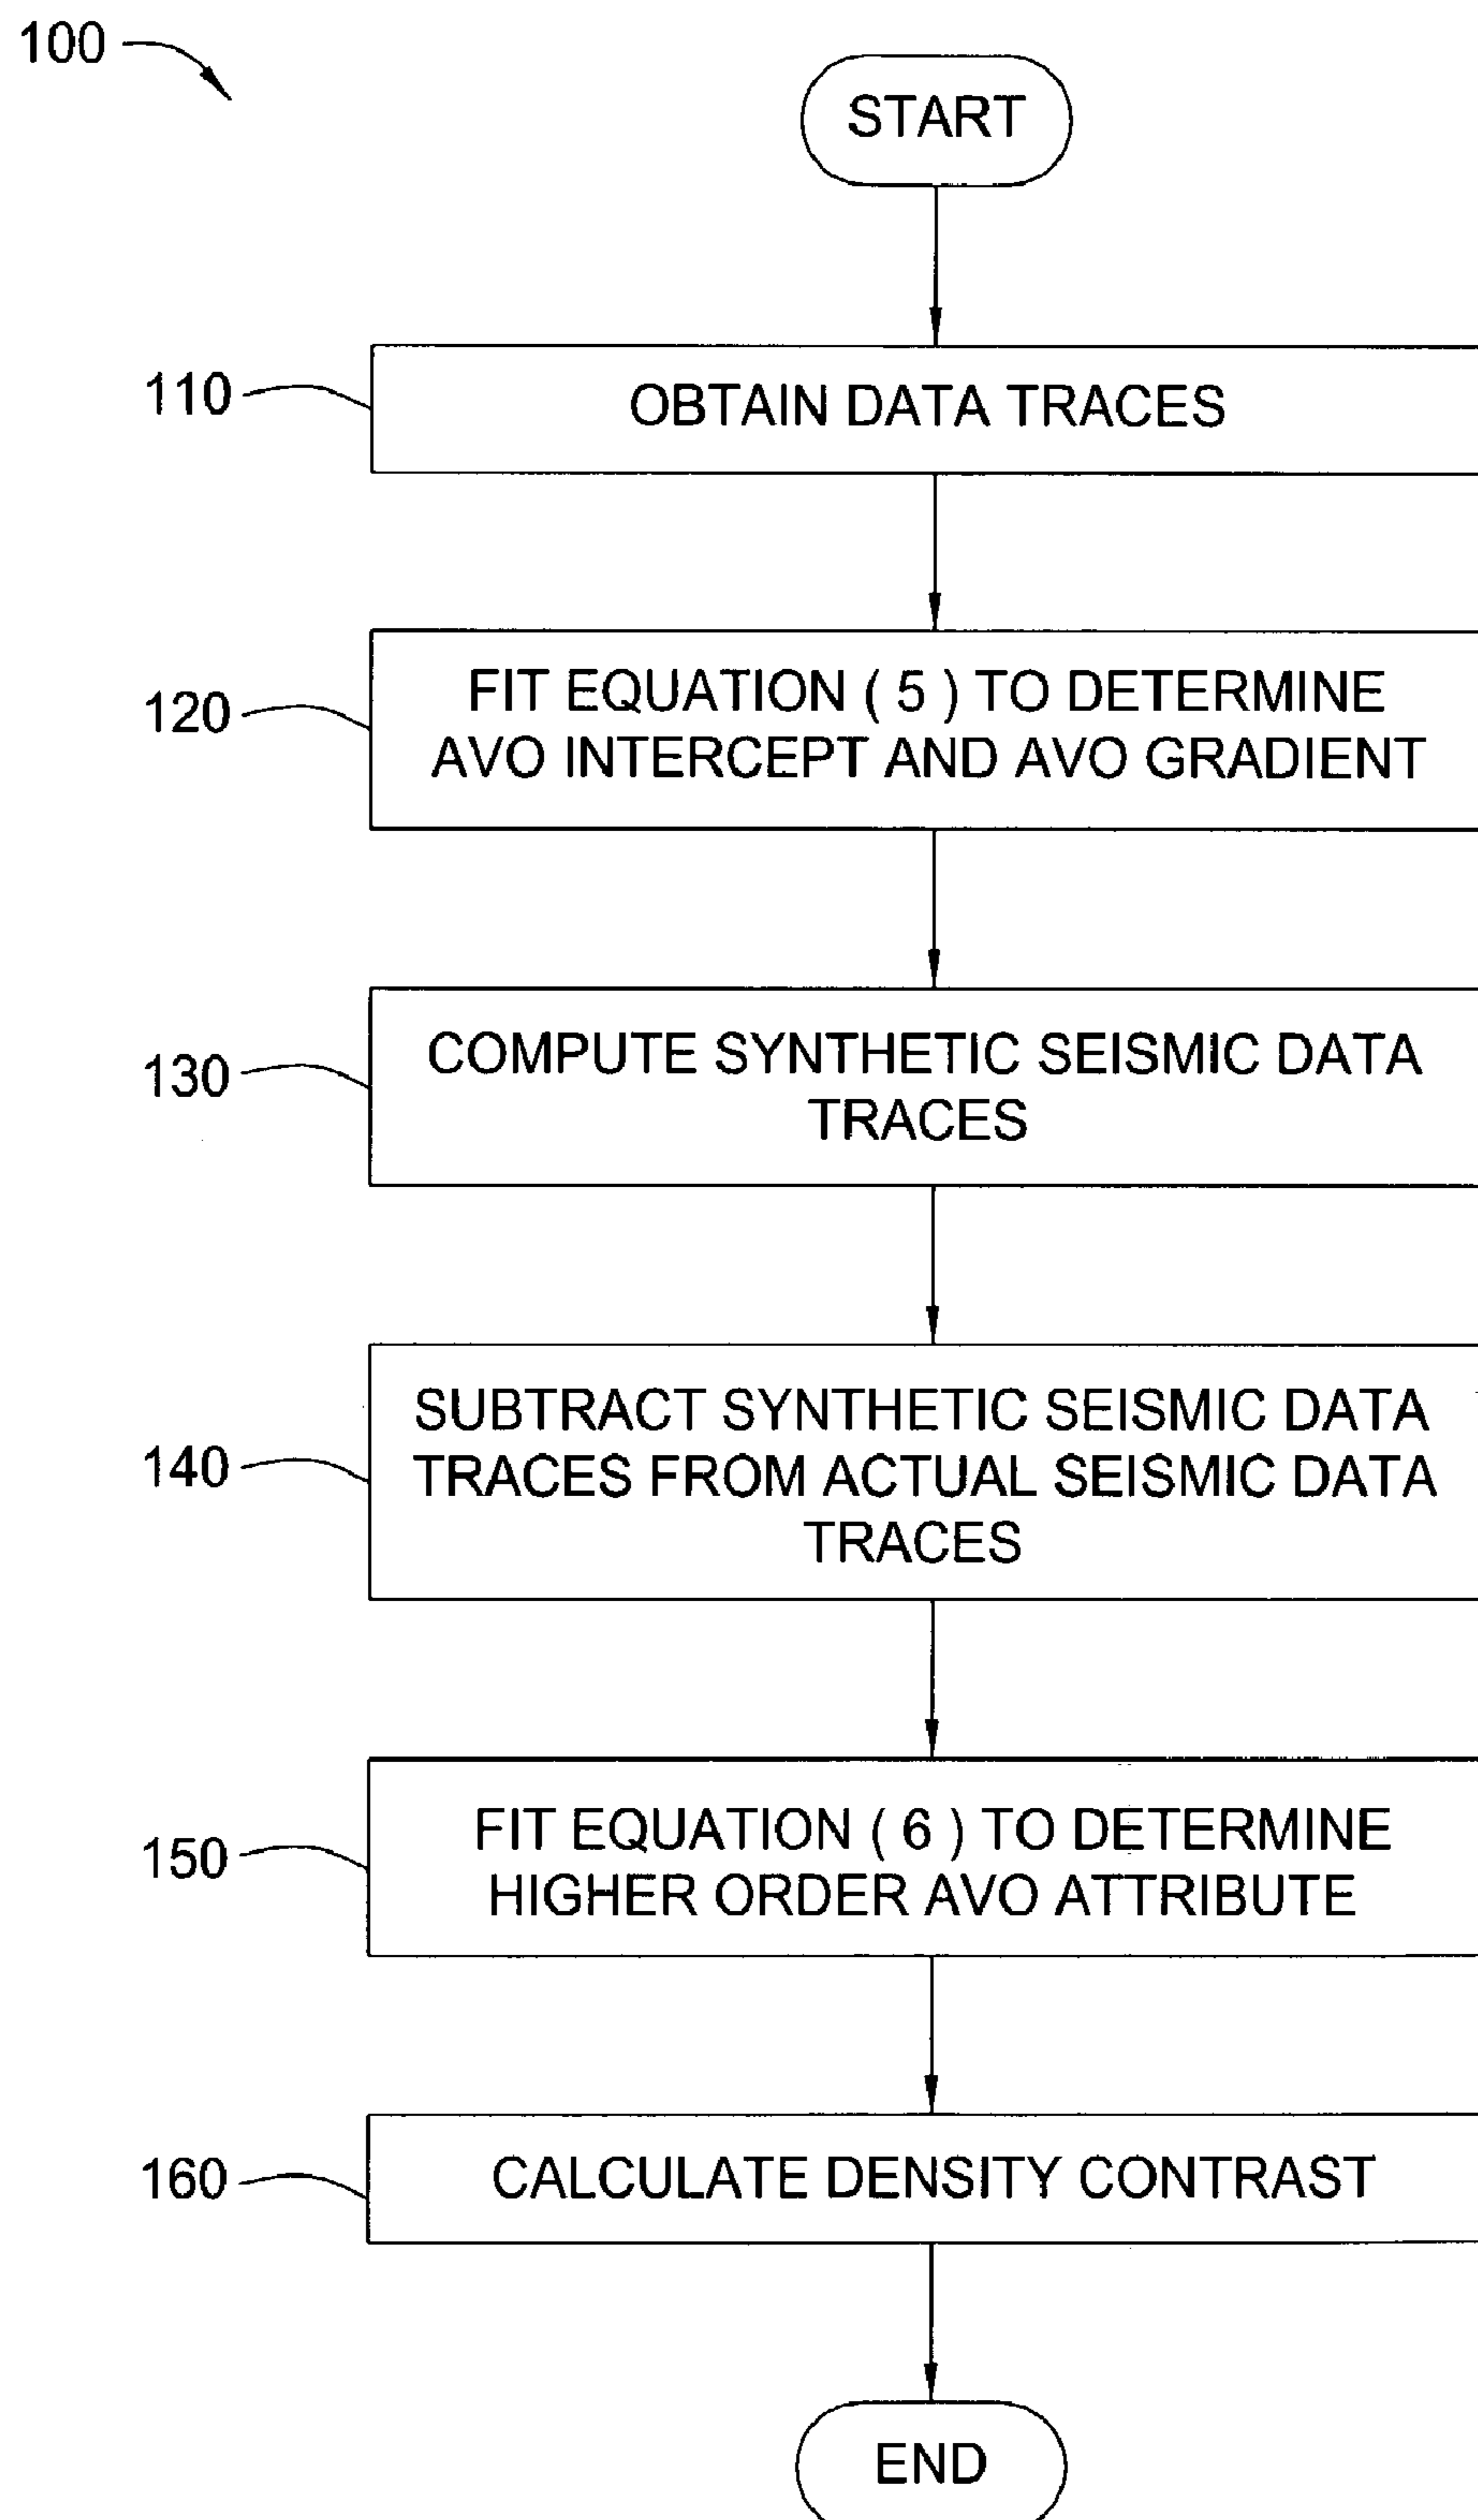 100
START
110
OBTAIN DATA TRACES
120
FIT EQUATION ( 5 ) TO DETERMINE
AVO INTERCEPT AND AVO GRADIENT
130
COMPUTE SYNTHETIC SEISMIC DATA
TRACES
140
SUBTRACT SYNTHETIC SEISMIC DATA
TRACES FROM ACTUAL SEISMIC DATA
TRACES
150
FIT EQUATION ( 6 ) TO DETERMINE
HIGHER ORDER AVO ATTRIBUTE
160
CALCULATE DENSITY CONTRAST
END